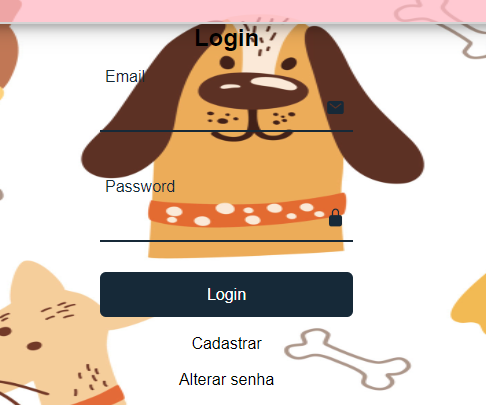 Login
Email
Password
Login
Cadastrar
Alterar senha